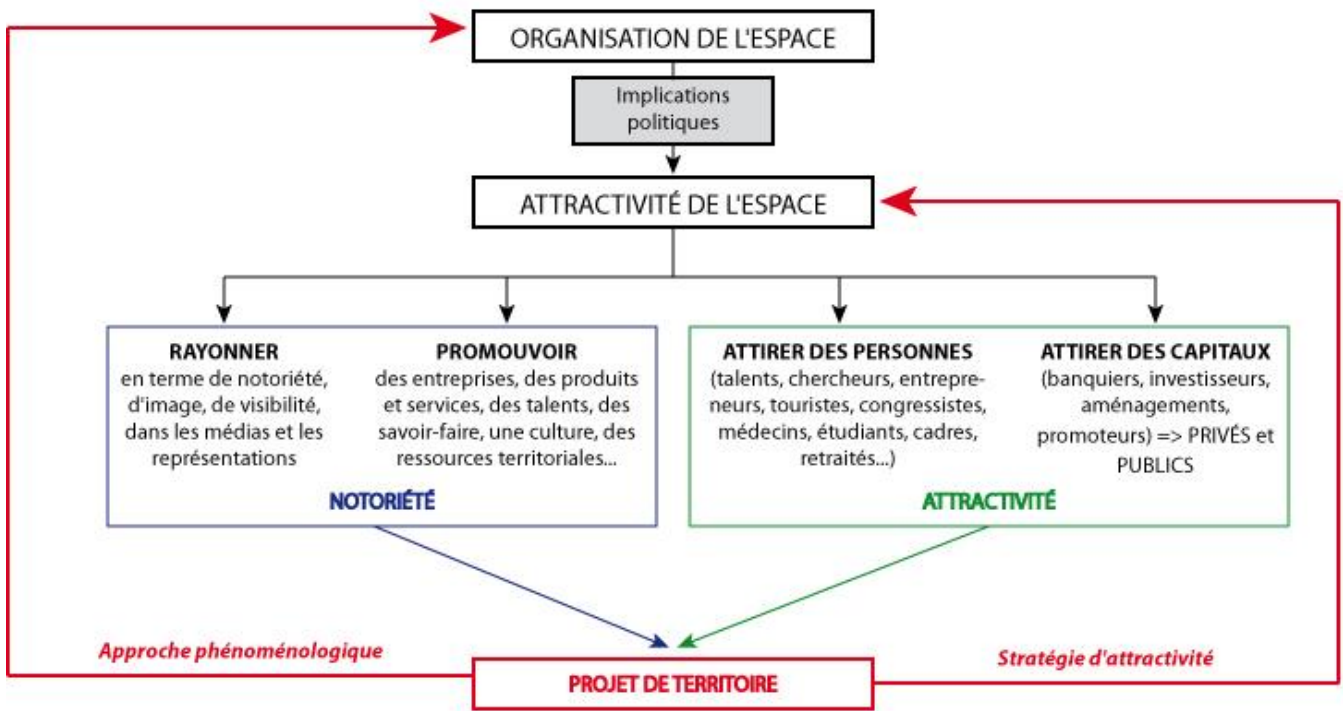 ORGANISATION DE L'ESPACE
Implications
politiques
ATTRACTIVITÉ DE L'ESPACE
RAYONNER
en terme de notoriété,
d'image, de visibilité,
dans les médias et les
représentations
PROMOUVOIR
des entreprises, des produits
et services, des talents, des
savoir-faire, une culture, des
ressources territoriales...
NOTORIÉTÉ
ATTIRER DES PERSONNES
(talents, chercheurs, entrepre-
neurs, touristes, congressistes,
médecins, étudiants, cadres,
retraités...)
ATTIRER DES CAPITAUX
(banquiers, investisseurs,
aménagements,
promoteurs) => PRIVÉS et
PUBLICS
ATTRACTIVITÉ
Approche phénoménologique
Stratégie d'attractivité
PROJET DE TERRITOIRE